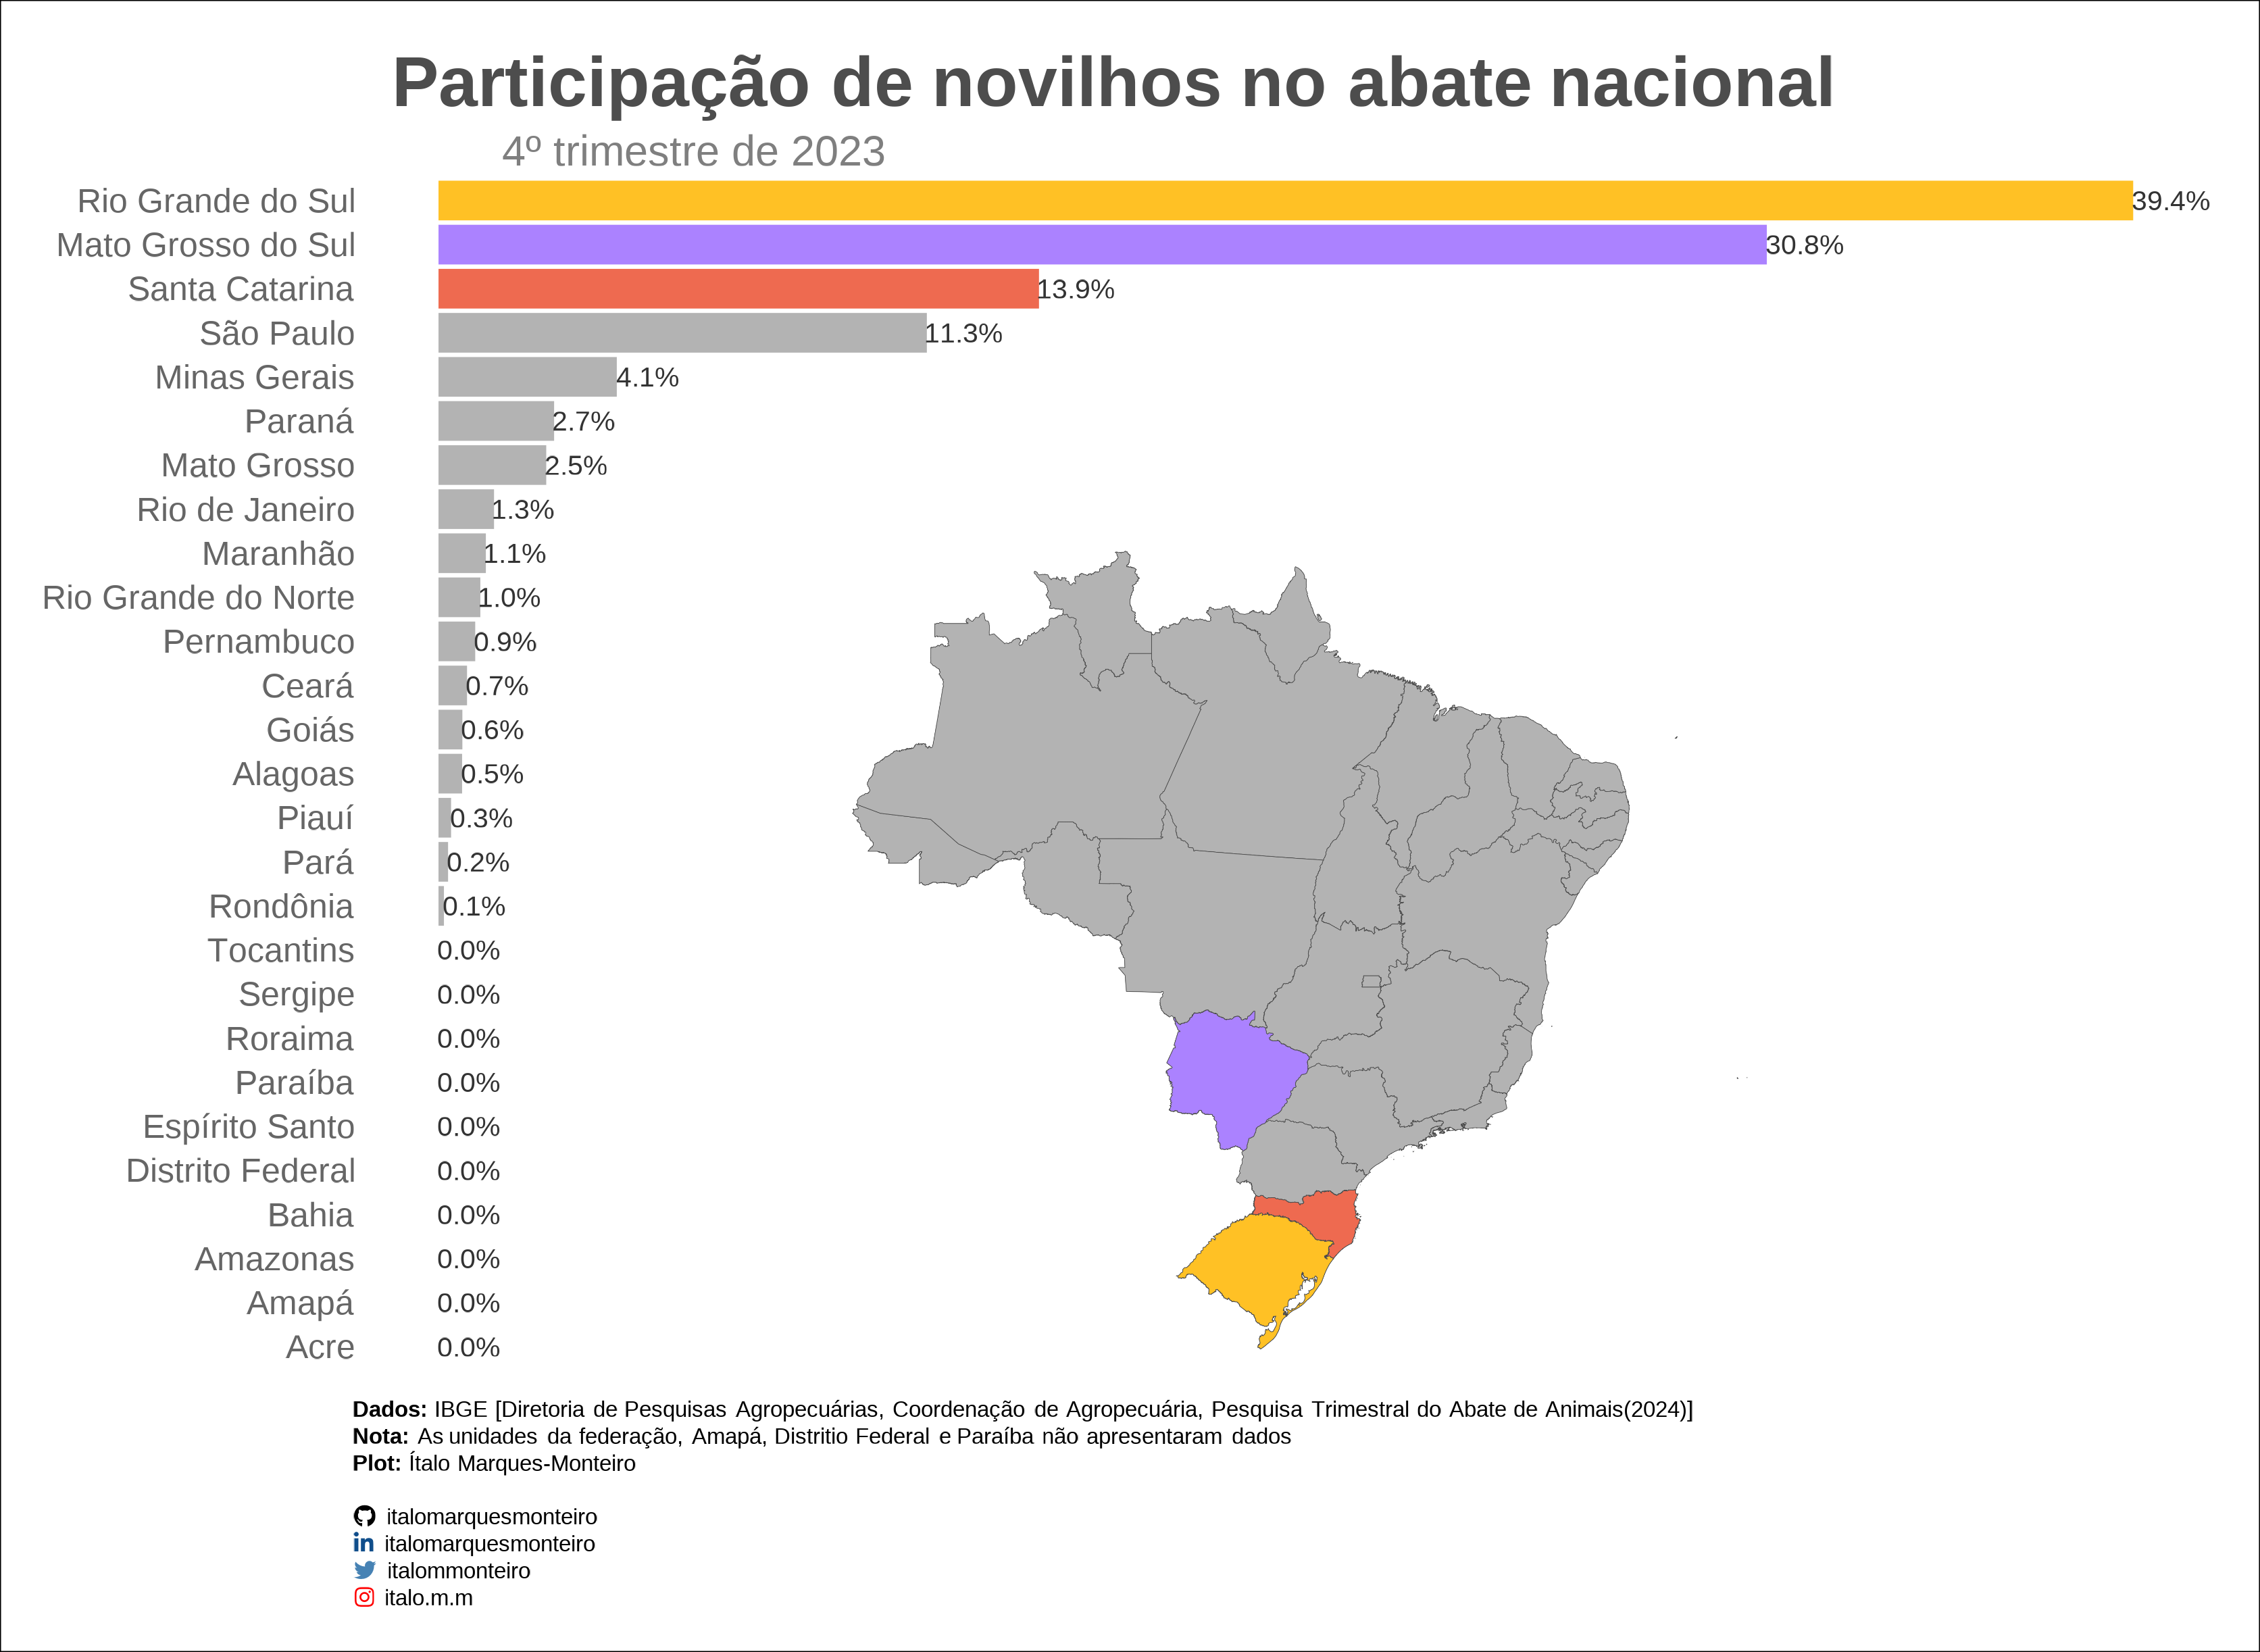 Participação de novilhos no abate nacional
4º trimestre de 2023
Rio Grande do Sul 39.4%
Mato Grosso do Sul 30.8%
Santa Catarina 13.9%
São Paulo 11.3%
Minas Gerais 4.1%
Paraná 2.7%
Mato Grosso 2.5%
Rio de Janeiro 1.3%
Maranhão 1.1%
Rio Grande do Norte 1.0%
Pernambuco 0.9%
Ceará 0.7%
Goiás 0.6%
Alagoas 0.5%
Piauí 0.3%
Pará 0.2%
Rondônia 0.1%
Tocantins 0.0%
Sergipe 0.0%
Roraima 0.0%
Paraíba 0.0%
Espírito Santo 0.0%
Distrito Federal 0.0%
Bahia 0.0%
Amazonas 0.0%
Amapá 0.0%
Acre 0.0%
Dados: IBGE [Diretoria de Pesquisas Agropecuárias, Coordenação de Agropecuária, Pesquisa Trimestral do Abate de Animais(2024)]
Nota: As unidades da federação, Amapá, Distritio Federal e Paraíba não apresentaram dados
Plot: Ítalo Marques-Monteiro
italomarquesmonteiro
italomarquesmonteiro
italommonteiro
italo.m.m